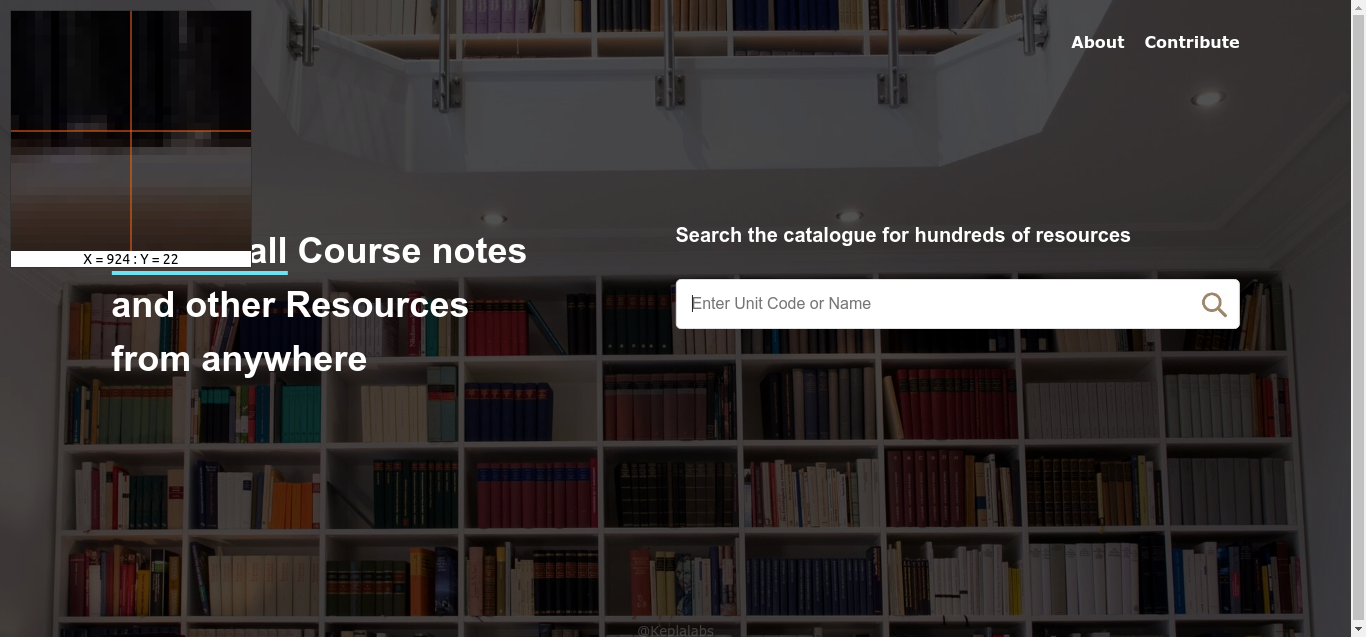 About Contribute
X = 924 : Y = 22
all Course notes
and other Resources
from anywhere
Search the catalogue for hundreds of resources
Enter Unit Code or Name
@Keplalabs